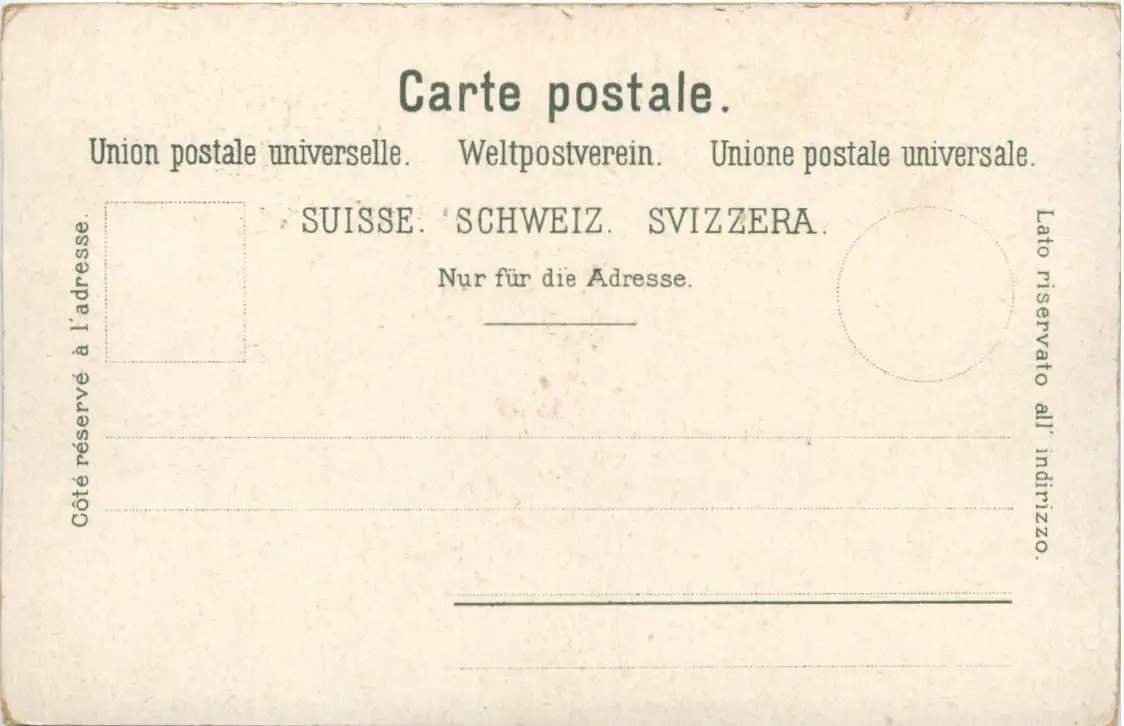 Carte postale.
Union postale universelle. Weltpostverein. Unione postale universale.
SUISSE. SCHWEIZ. SVIZZERA.
Nur für die Adresse.
Côté réservé à l'adresse.
Lato riservato all' indirizzo.